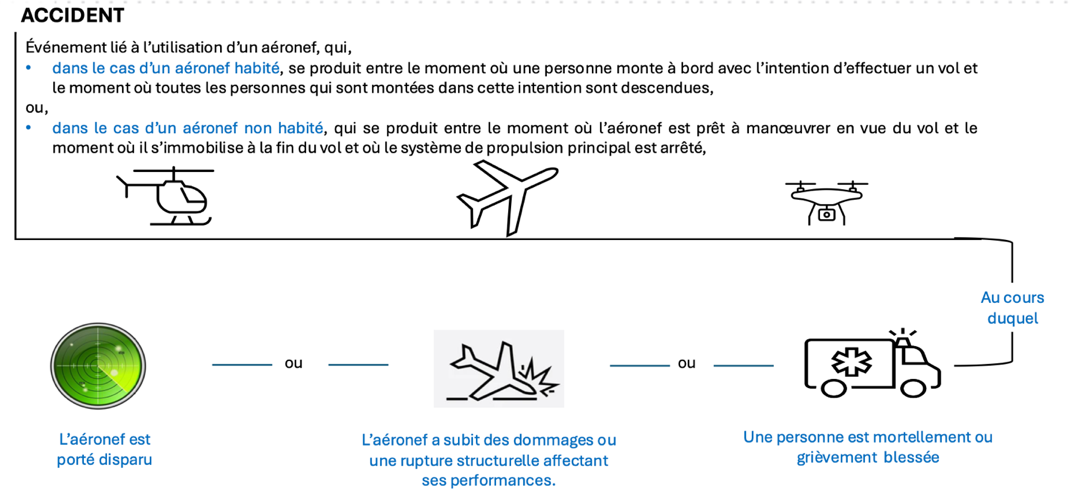 ACCIDENT
Événement lié à l’utilisation d’un aéronef, qui,
• dans le cas d’un aéronef habité, se produit entre le moment où une personne monte à bord avec l’intention d’effectuer un vol et
le moment où toutes les personnes qui sont montées dans cette intention sont descendues,
ou,
• dans le cas d’un aéronef non habité, qui se produit entre le moment où l’aéronef est prêt à manœuvrer en vue du vol et le
moment où il s’immobilise à la fin du vol et où le système de propulsion principal est arrêté,
Au cours
duquel
ou
ou
L’aéronef est
porté disparu
L’aéronef a subit des dommages ou
une rupture structurelle affectant
ses performances.
Une personne est mortellement ou
grièvement blessée